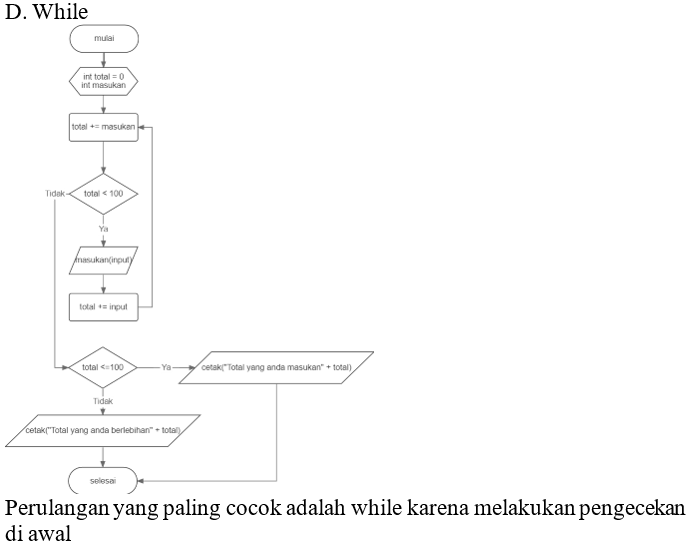 D. While
mulai
int total = 0
int masukan
total += masukan
total < 100
Tidak
Ya
masukan(input)
total += input
total <=100
Ya
cetak("Total yang anda masukan" + total)
Tidak
cetak("Total yang anda berlebihan" + total)
selesai
Perulangan yang paling cocok adalah while karena melakukan pengecekan
di awal